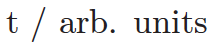 t / arb. units